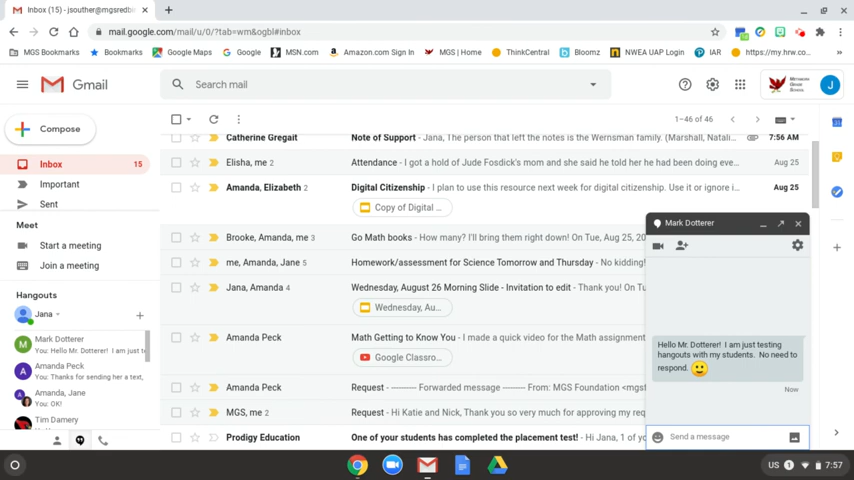 Inbox (15) - jsouther@mgsredbi
mail.google.com/mail/u/0/?tab=wm&ogbl#inbox
MGS Bookmarks Bookmarks Google Maps Google MSN.com Amazon.com Sign In MGS | Home ThinkCentral Bloomz NWEA UAP Login IAR https://my.hrw.co... »
Gmail
Search mail
J
Compose
1–46 of 46
Inbox 15
Important
Sent
Meet
Start a meeting
Join a meeting
Hangouts
Jana
Mark Dotterer
You: Hello Mr. Dotterer! I am just te
Amanda Peck
You: Thanks for sending her a text,
Amanda, Jane
You: OK!
Tim Damery
Catherine Gregait Note of Support - Jana, The person that left the notes is the Wernsman family. (Marshall, Natali... 7:56 AM
Elisha, me 2 Attendance - I got a hold of Jude Fosdick's mom and she said he told her he had been doing eve... Aug 25
Amanda, Elizabeth 2 Digital Citizenship - I plan to use this resource next week for digital citizenship. Use it or ignore i... Aug 25
Copy of Digital ...
Brooke, Amanda, me 3 Go Math books - How many? I'll bring them right down! On Tue, Aug 25, 20
me, Amanda, Jane 5 Homework/assessment for Science Tomorrow and Thursday - No kidding!
Jana, Amanda 4 Wednesday, August 26 Morning Slide - Invitation to edit - Thank you! On Tu
Wednesday, Au...
Amanda Peck Math Getting to Know You - I made a quick video for the Math assignment
Google Classro...
Amanda Peck Request - ---------- Forwarded message --------- From: MGS Foundation <mgsf
MGS, me 2 Request - Hi Katie and Nick, Thank you so very much for approving my req
Prodigy Education One of your students has completed the placement test! - Hi Jana, 1 of yo
Mark Dotterer
Hello Mr. Dotterer! I am just testing
hangouts with my students. No need to
respond.
Now
Send a message
US 1 7:57